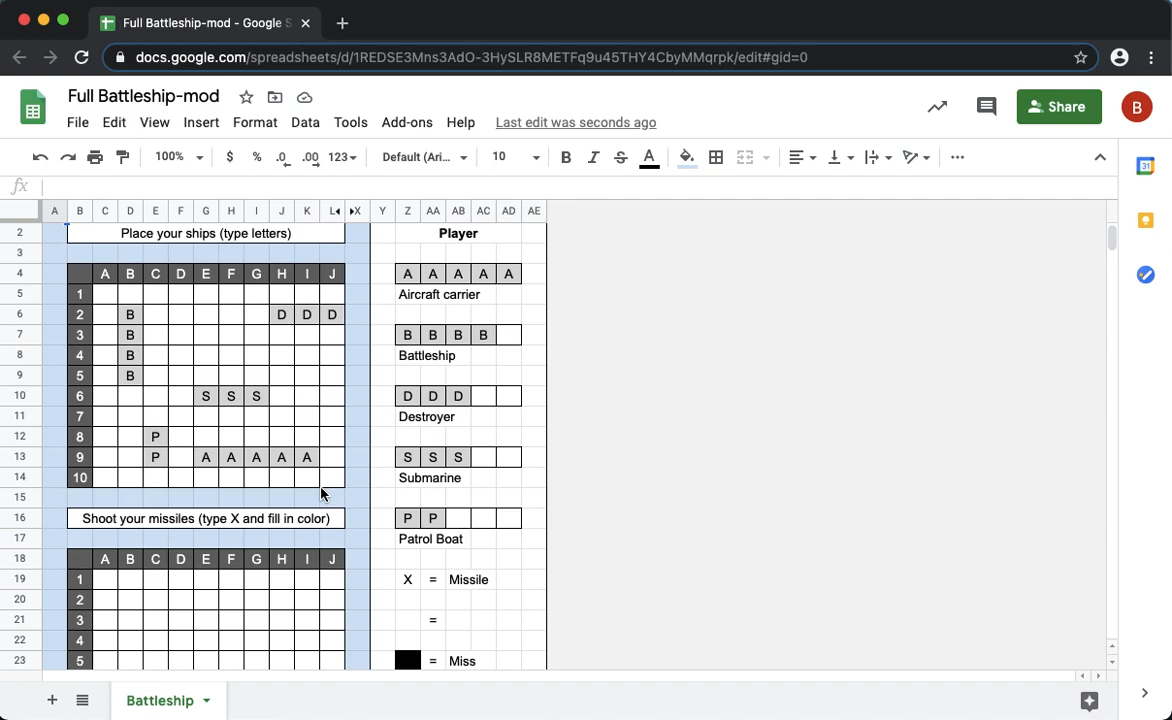 Full Battleship-mod - Google S
docs.google.com/spreadsheets/d/1REDSE3Mns3AdO-3HySLR8METFq9u45THY4CbyMMqrpk/edit#gid=0
Full Battleship-mod
Share
B
File Edit View Insert Format Data Tools Add-ons Help Last edit was seconds ago
100% $ % .0 .00 123 Default (Ari... 10 B I S A
31
fx
A B C D E F G H I J K L X Y Z AA AB AC AD AE
2 Place your ships (type letters) Player
3
4 A B C D E F G H I J A A A A A
5 1 Aircraft carrier
6 2 B D D D
7 3 B B B B B
8 4 B Battleship
9 5 B
10 6 S S S D D D
11 7 Destroyer
12 8 P
13 9 P A A A A A S S S
14 10 Submarine
15
16 Shoot your missiles (type X and fill in color) P P
17 Patrol Boat
18 A B C D E F G H I J
19 1 X = Missile
20 2
21 3 =
22 4
23 5 = Miss
Battleship